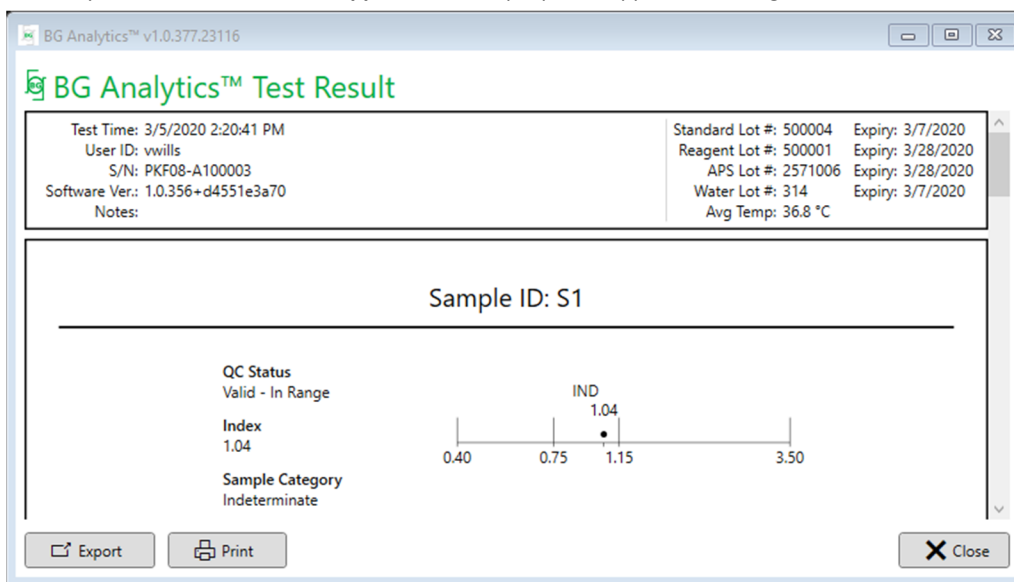 BG Analytics™ v1.0.377.23116
BG Analytics™ Test Result
Test Time: 3/5/2020 2:20:41 PM
User ID: vwills
S/N: PKF08-A100003
Software Ver.: 1.0.356+d4551e3a70
Notes:
Standard Lot #: 500004 Expiry: 3/7/2020
Reagent Lot #: 500001 Expiry: 3/28/2020
APS Lot #: 2571006 Expiry: 3/28/2020
Water Lot #: 314 Expiry: 3/7/2020
Avg Temp: 36.8 °C
Sample ID: S1
QC Status
Valid - In Range
Index
1.04
Sample Category
Indeterminate
IND
1.04
0.40 0.75 1.15 3.50
Export
Print
Close